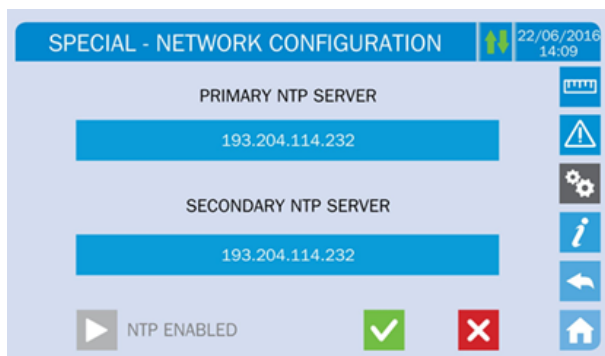 SPECIAL - NETWORK CONFIGURATION
22/06/2016
14:09
PRIMARY NTP SERVER
193.204.114.232
SECONDARY NTP SERVER
193.204.114.232
NTP ENABLED